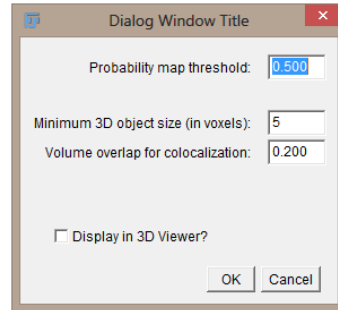 Dialog Window Title
Probability map threshold: 0.500
Minimum 3D object size (in voxels): 5
Volume overlap for colocalization: 0.200
Display in 3D Viewer?
OK Cancel